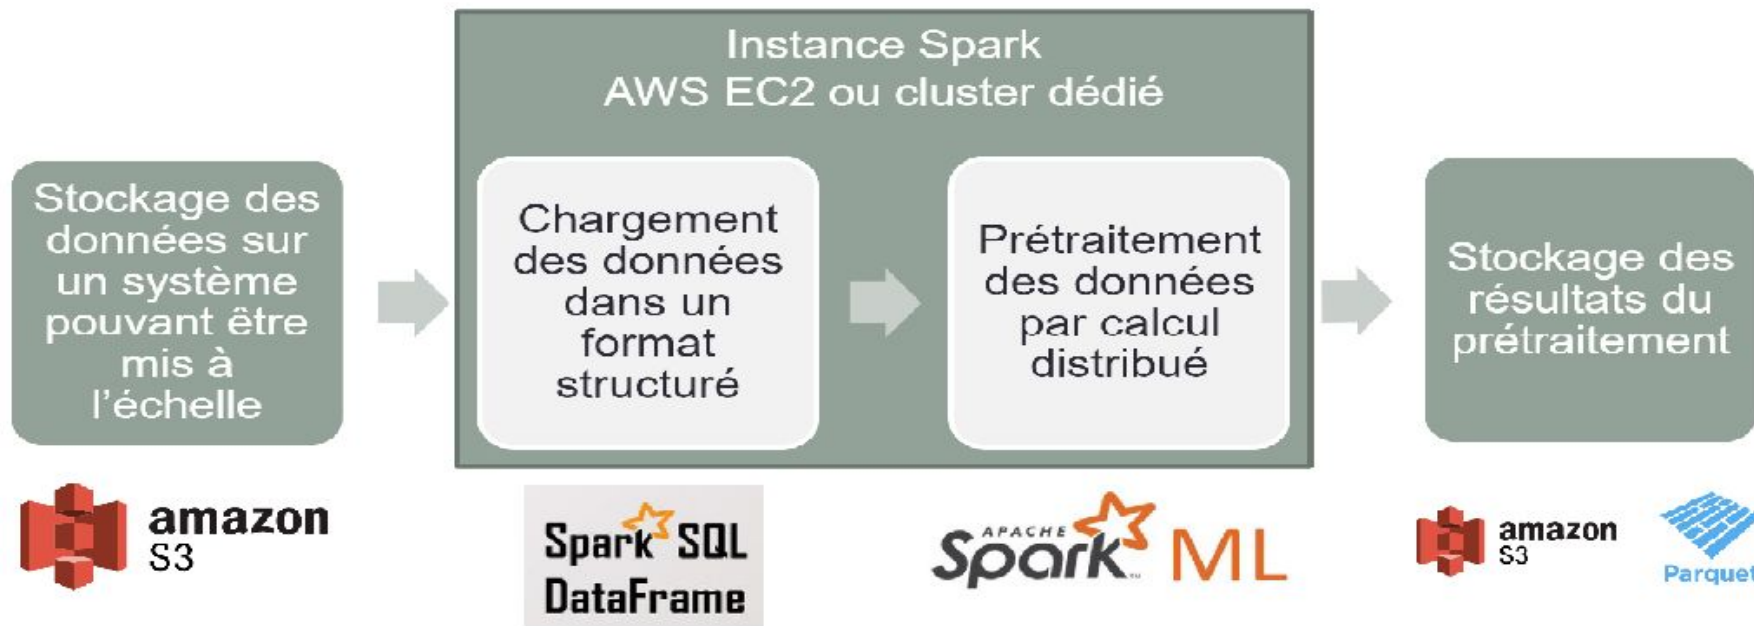 Instance Spark
AWS EC2 ou cluster dédié
Stockage des
données sur
un système
pouvant être
mis à
l'échelle
Chargement
des données
dans un
format
structuré
Prétraitement
des données
par calcul
distribué
Stockage des
résultats du
prétraitement
amazon
S3
Spark SQL
DataFrame
APACHE
Spark ML
amazon
S3
Parquet